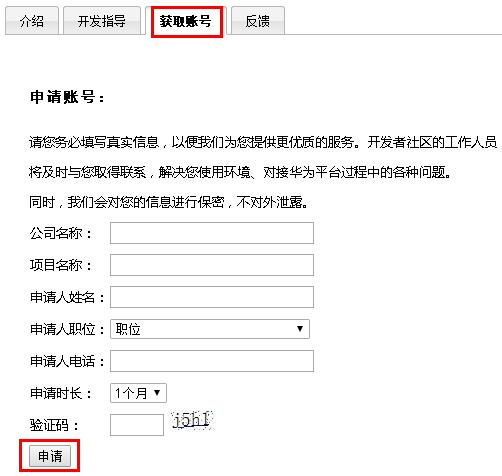 介绍 开发指导 获取账号 反馈
申请账号：
请您务必填写真实信息，以便我们为您提供更优质的服务。开发者社区的工作人员
将及时与您取得联系，解决您使用环境、对接华为平台过程中的各种问题。
同时，我们会对您的信息进行保密，不对外泄露。
公司名称：
项目名称：
申请人姓名：
申请人职位： 职位
申请人电话：
申请时长： 1个月
验证码： j5h1
申请